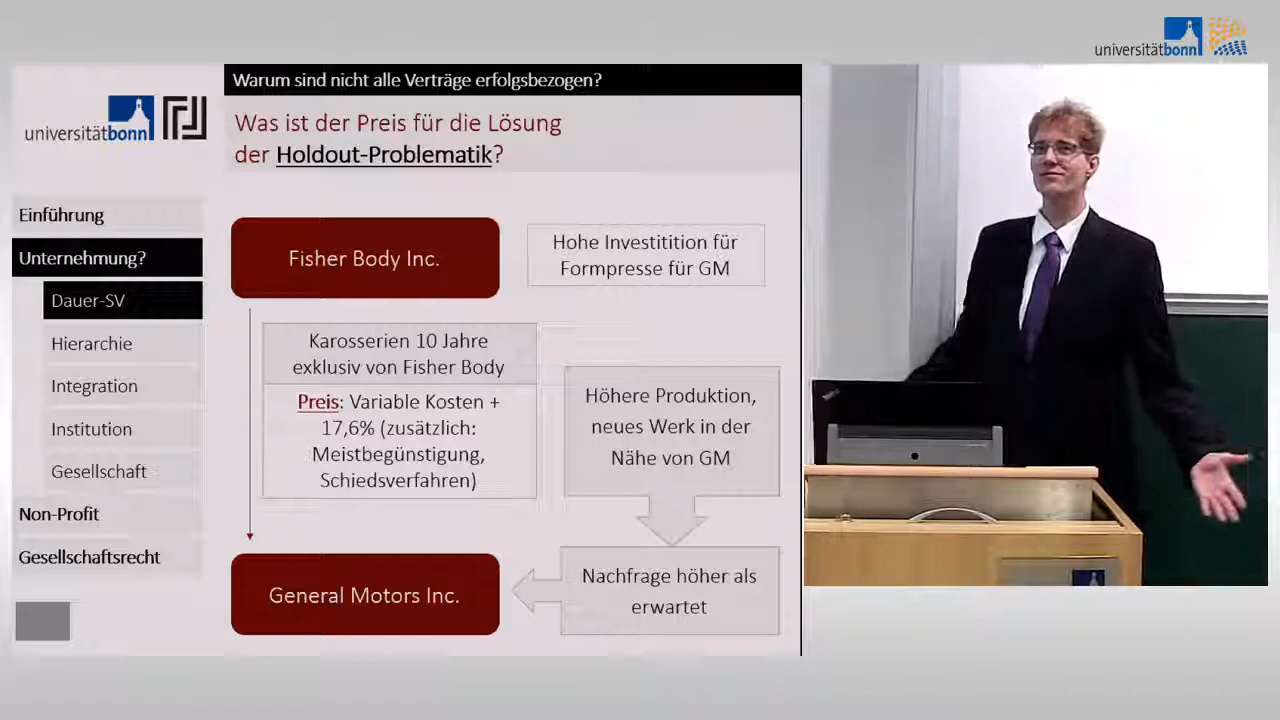 universitätbonn
Warum sind nicht alle Verträge erfolgsbezogen?
universitätbonn
Was ist der Preis für die Lösung
der Holdout-Problematik?
Einführung
Unternehmung?
Dauer-SV
Hierarchie
Integration
Institution
Gesellschaft
Non-Profit
Gesellschaftsrecht
Fisher Body Inc.
Hohe Investitition für
Formpresse für GM
Karosserien 10 Jahre
exklusiv von Fisher Body
Preis: Variable Kosten +
17,6% (zusätzlich:
Meistbegünstigung,
Schiedsverfahren)
Höhere Produktion,
neues Werk in der
Nähe von GM
Nachfrage höher als
erwartet
General Motors Inc.